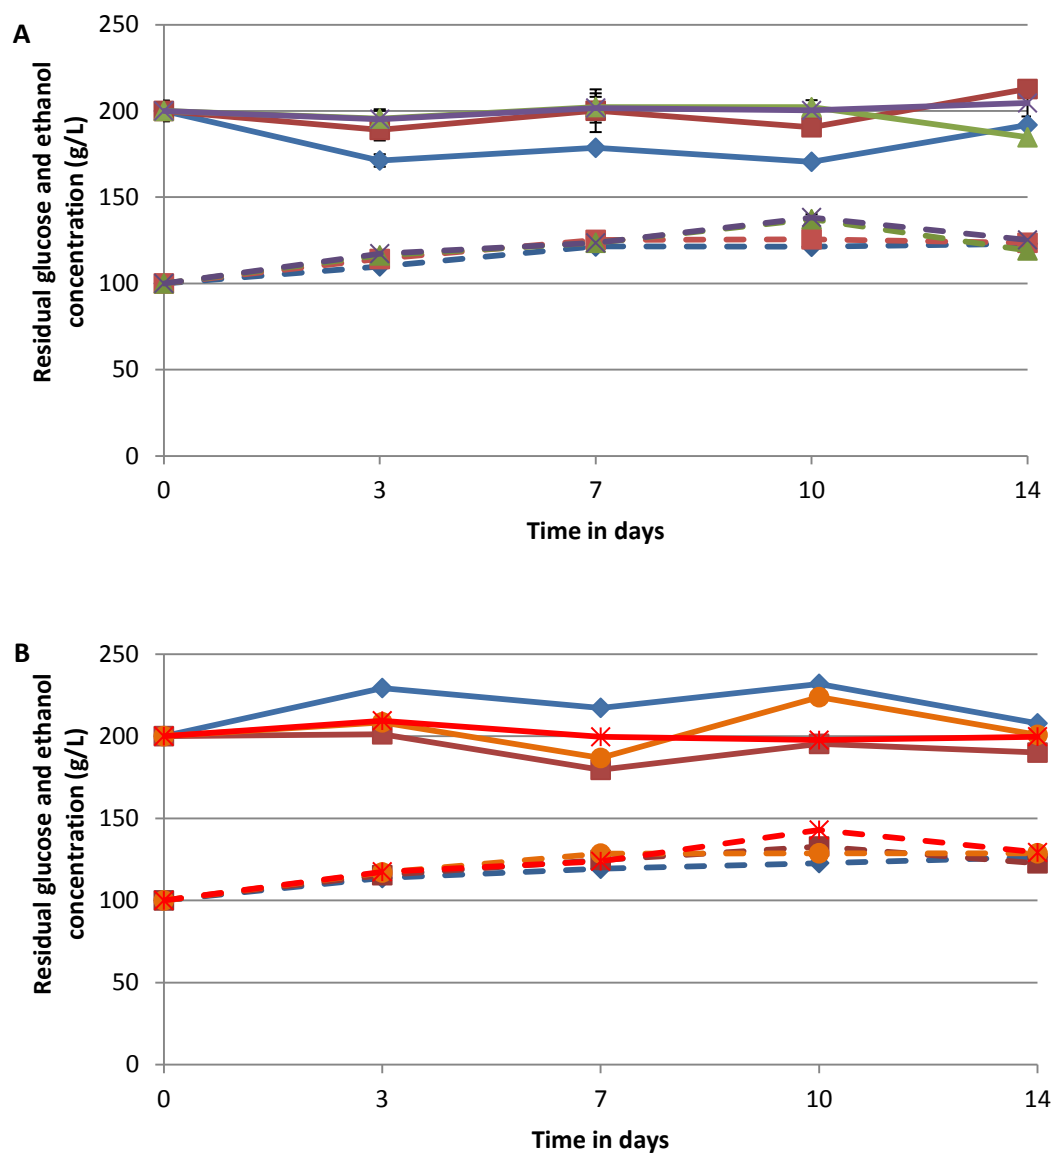 A
Residual glucose and ethanol
concentration (g/L)
250
200
150
100
50
0
0 3 7 10 14
Time in days
B
Residual glucose and ethanol
concentration (g/L)
250
200
150
100
50
0
0 3 7 10 14
Time in days